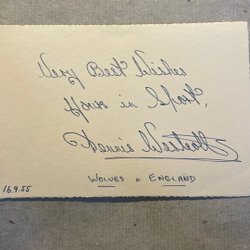 Very Best Wishes
Yours in Sport,
Dennis Westcott
WOLVES & ENGLAND
16.9.55